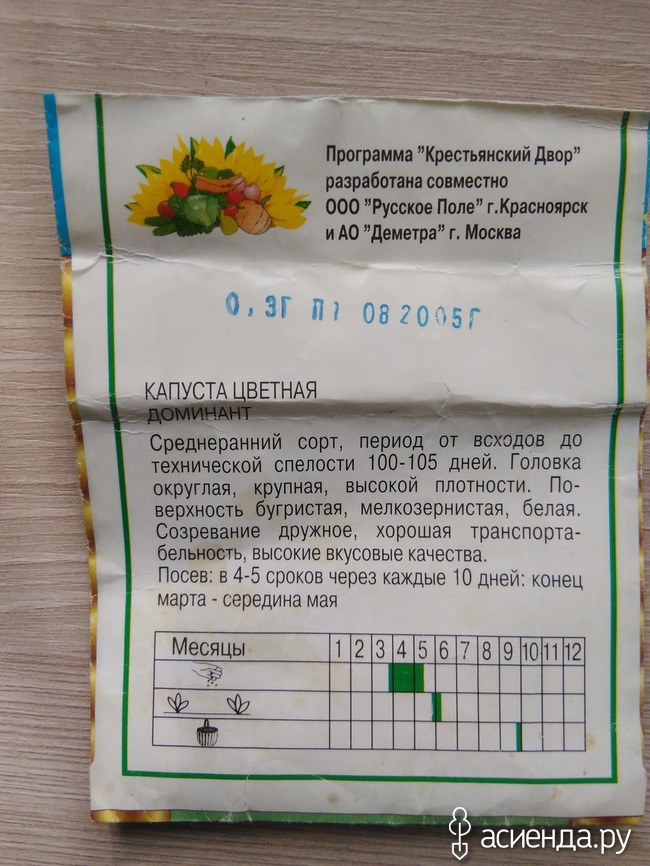 Программа "Крестьянский Двор"
разработана совместно
ООО "Русское Поле" г.Красноярск
и АО "Деметра" г. Москва
0,3Г П1 08 2005Г
КАПУСТА ЦВЕТНАЯ
ДОМИНАНТ
Среднеранний сорт, период от всходов до
технической спелости 100-105 дней. Головка
округлая, крупная, высокой плотности. По-
верхность бугристая, мелкозернистая, белая.
Созревание дружное, хорошая транспорта-
бельность, высокие вкусовые качества.
Посев: в 4-5 сроков через каждые 10 дней: конец
марта - середина мая
Месяцы 1 2 3 4 5 6 7 8 9 10 11 12
асиенда.ру